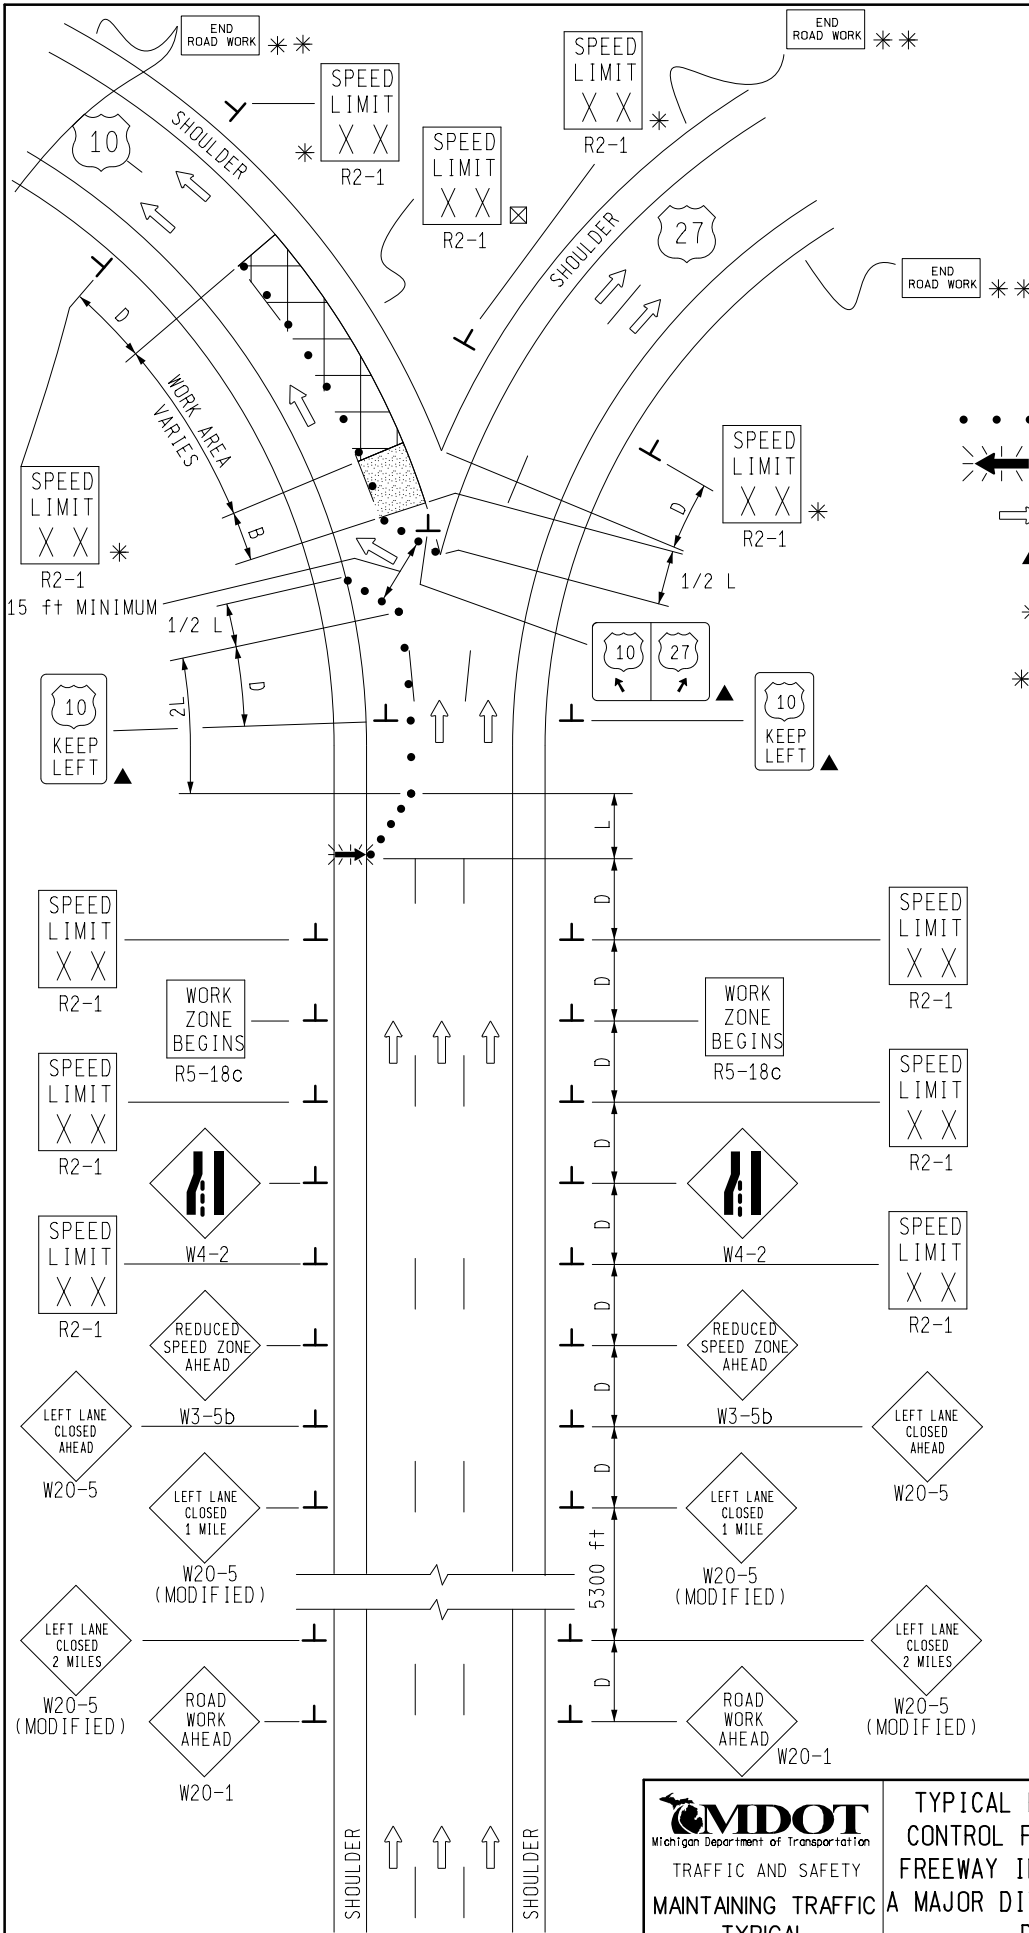 END
ROAD WORK
END
ROAD WORK
SPEED
LIMIT
X X
R2-1
SPEED
LIMIT
X X
R2-1
SPEED
LIMIT
X X
R2-1
10
SHOULDER
SHOULDER
27
END
ROAD WORK
D
WORK AREA
VARIES
B
SPEED
LIMIT
X X
R2-1
SPEED
LIMIT
X X
R2-1
D
1/2 L
15 ft MINIMUM
1/2 L
D
2L
10
27
10
KEEP
LEFT
10
KEEP
LEFT
L
D
SPEED
LIMIT
X X
R2-1
SPEED
LIMIT
X X
R2-1
D
WORK
ZONE
BEGINS
R5-18c
WORK
ZONE
BEGINS
R5-18c
D
SPEED
LIMIT
X X
R2-1
SPEED
LIMIT
X X
R2-1
D
W4-2
W4-2
D
SPEED
LIMIT
X X
R2-1
SPEED
LIMIT
X X
R2-1
D
REDUCED
SPEED ZONE
AHEAD
W3-5b
REDUCED
SPEED ZONE
AHEAD
W3-5b
D
LEFT LANE
CLOSED
AHEAD
W20-5
LEFT LANE
CLOSED
AHEAD
W20-5
D
LEFT LANE
CLOSED
1 MILE
W20-5
(MODIFIED)
LEFT LANE
CLOSED
1 MILE
W20-5
(MODIFIED)
5300 ft
LEFT LANE
CLOSED
2 MILES
W20-5
(MODIFIED)
LEFT LANE
CLOSED
2 MILES
W20-5
(MODIFIED)
D
ROAD
WORK
AHEAD
W20-1
ROAD
WORK
AHEAD
W20-1
SHOULDER
SHOULDER
MDOT
Michigan Department of Transportation
TRAFFIC AND SAFETY
MAINTAINING TRAFFIC
TYPICAL
TYPICAL
CONTROL F
FREEWAY I
A MAJOR DI